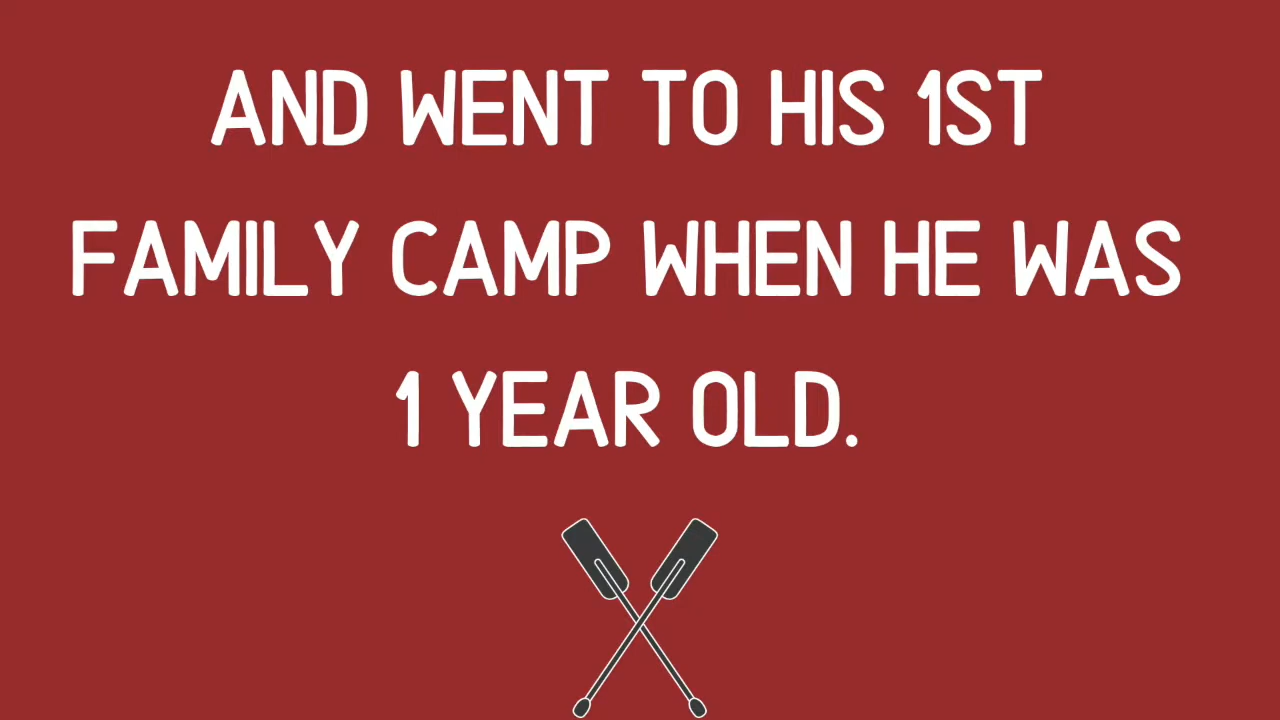 AND WENT TO HIS 1ST
FAMILY CAMP WHEN HE WAS
1 YEAR OLD.